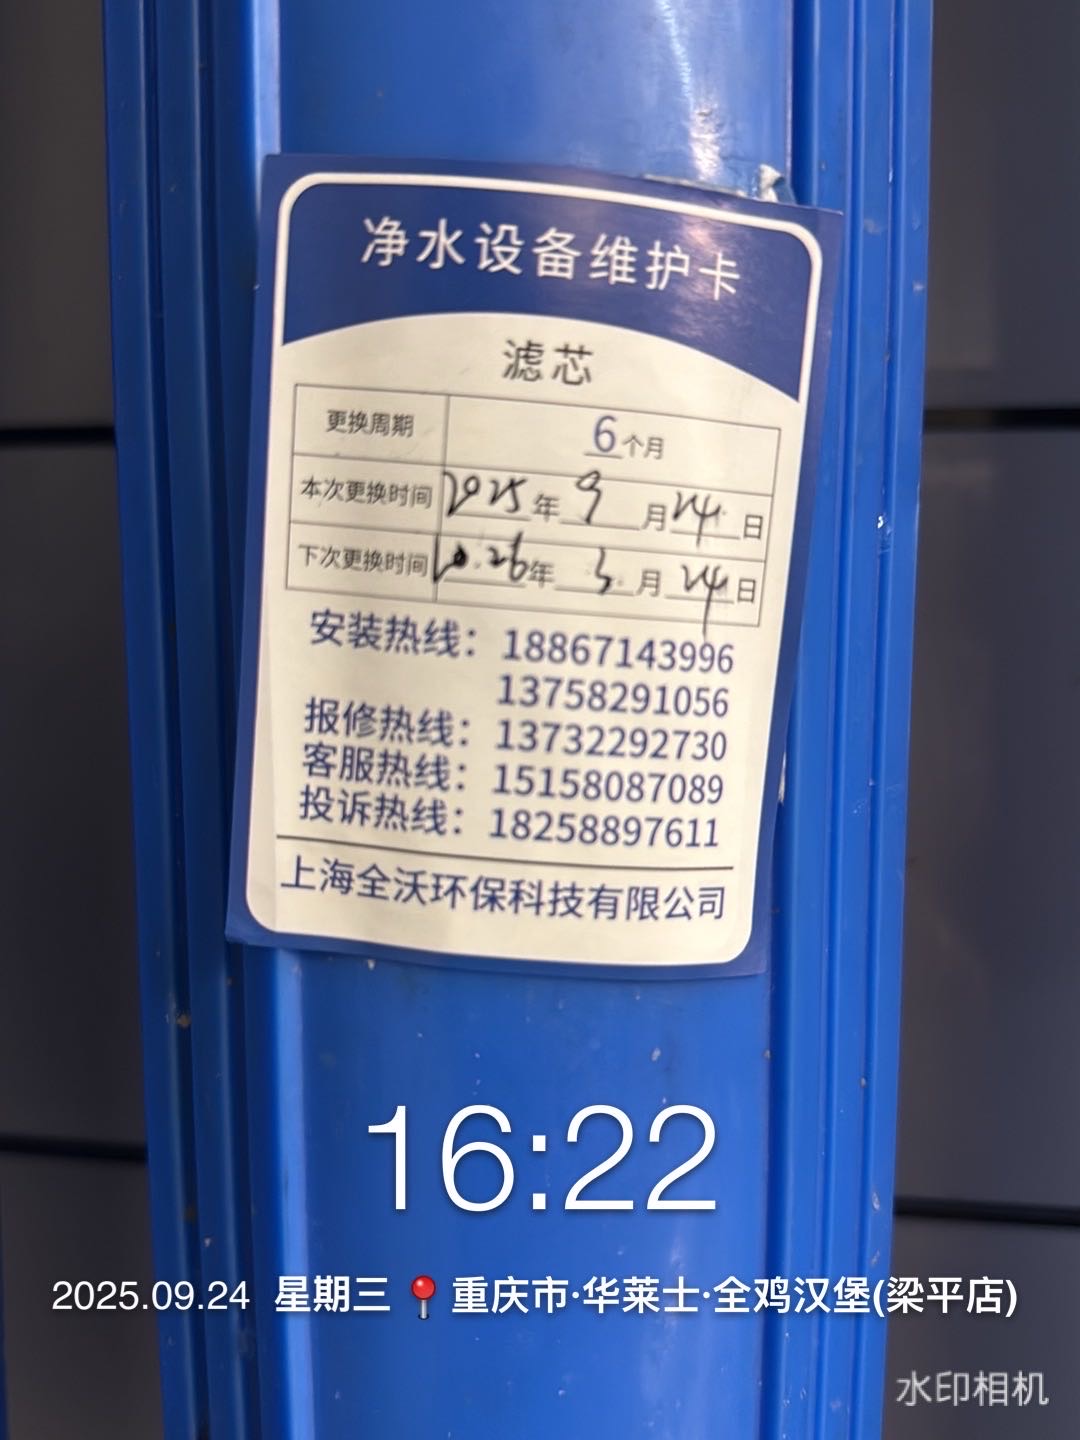 净水设备维护卡
滤芯
更换周期 6个月
本次更换时间 2025年9月24日
下次更换时间 2026年3月24日
安装热线：18867143996
13758291056
报修热线：13732292730
客服热线：15158087089
投诉热线：18258897611
上海全沃环保科技有限公司
16:22
2025.09.24 星期三 📍重庆市·华莱士·全鸡汉堡(梁平店)
水印相机